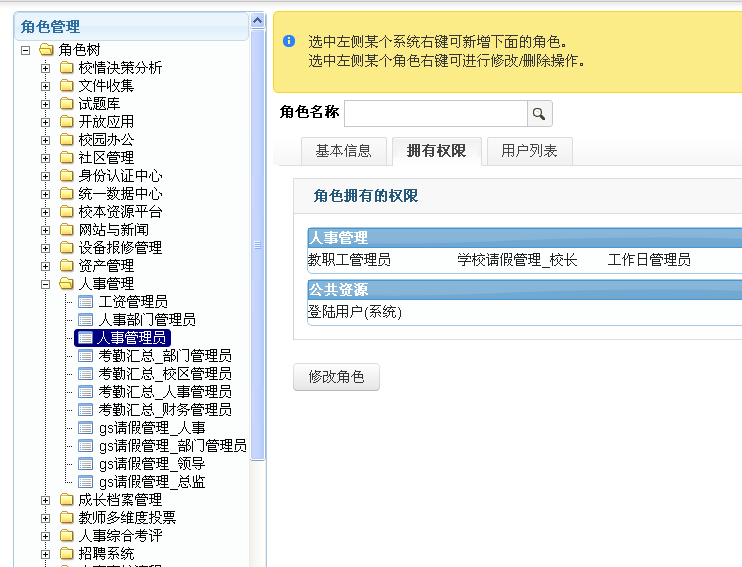 角色管理
角色树
校情决策分析
文件收集
试题库
开放应用
校园办公
社区管理
身份认证中心
统一数据中心
校本资源平台
网站与新闻
设备报修管理
资产管理
人事管理
工资管理员
人事部门管理员
人事管理员
考勤汇总_部门管理员
考勤汇总_校区管理员
考勤汇总_人事管理员
考勤汇总_财务管理员
gs请假管理_人事
gs请假管理_部门管理员
gs请假管理_领导
gs请假管理_总监
成长档案管理
教师多维度投票
人事综合考评
招聘系统
选中左侧某个系统右键可新增下面的角色。
选中左侧某个角色右键可进行修改/删除操作。
角色名称
基本信息 拥有权限 用户列表
角色拥有的权限
人事管理
教职工管理员 学校请假管理_校长 工作日管理员
公共资源
登陆用户(系统)
修改角色